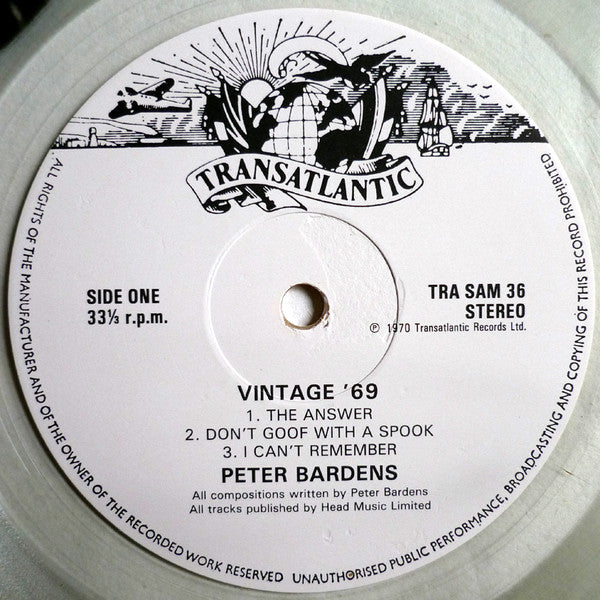 TRANSATLANTIC
SIDE ONE
33⅓ r.p.m.
TRA SAM 36
STEREO
℗ 1970 Transatlantic Records Ltd.
VINTAGE '69
1. THE ANSWER
2. DON'T GOOF WITH A SPOOK
3. I CAN'T REMEMBER
PETER BARDENS
All compositions written by Peter Bardens
All tracks published by Head Music Limited
ALL RIGHTS OF THE MANUFACTURER AND OF THE OWNER OF THE RECORDED WORK RESERVED UNAUTHORISED PUBLIC PERFORMANCE, BROADCASTING AND COPYING OF THIS RECORD PROHIBITED